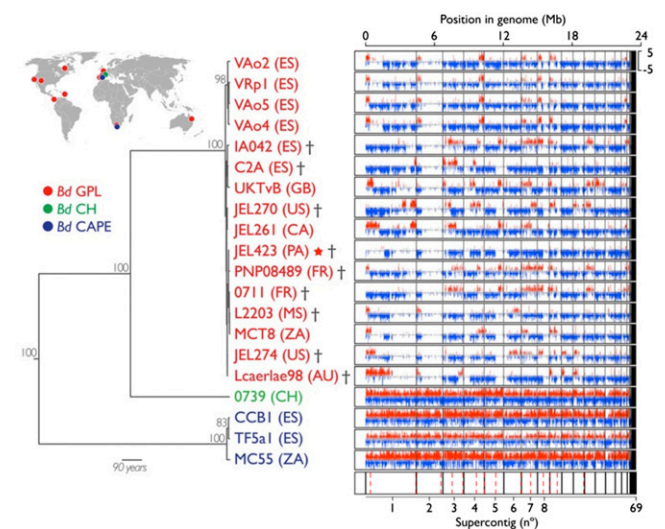 Position in genome (Mb)
0 6 12 18 24
5
-5
VAo2 (ES)
98
VRp1 (ES)
VAo5 (ES)
VAo4 (ES)
100
IA042 (ES) †
C2A (ES) †
UKTvB (GB)
Bd GPL
Bd CH
Bd CAPE
JEL270 (US) †
JEL261 (CA)
JEL423 (PA) ★ †
100
PNP08489 (FR) †
0711 (FR) †
L2203 (MS) †
MCT8 (ZA)
100
JEL274 (US) †
Lcaerlae98 (AU) †
0739 (CH)
83
CCB1 (ES)
100
TF5a1 (ES)
MC55 (ZA)
90 years
1 2 3 4 5 6 7 8 69
Supercontig (nº)